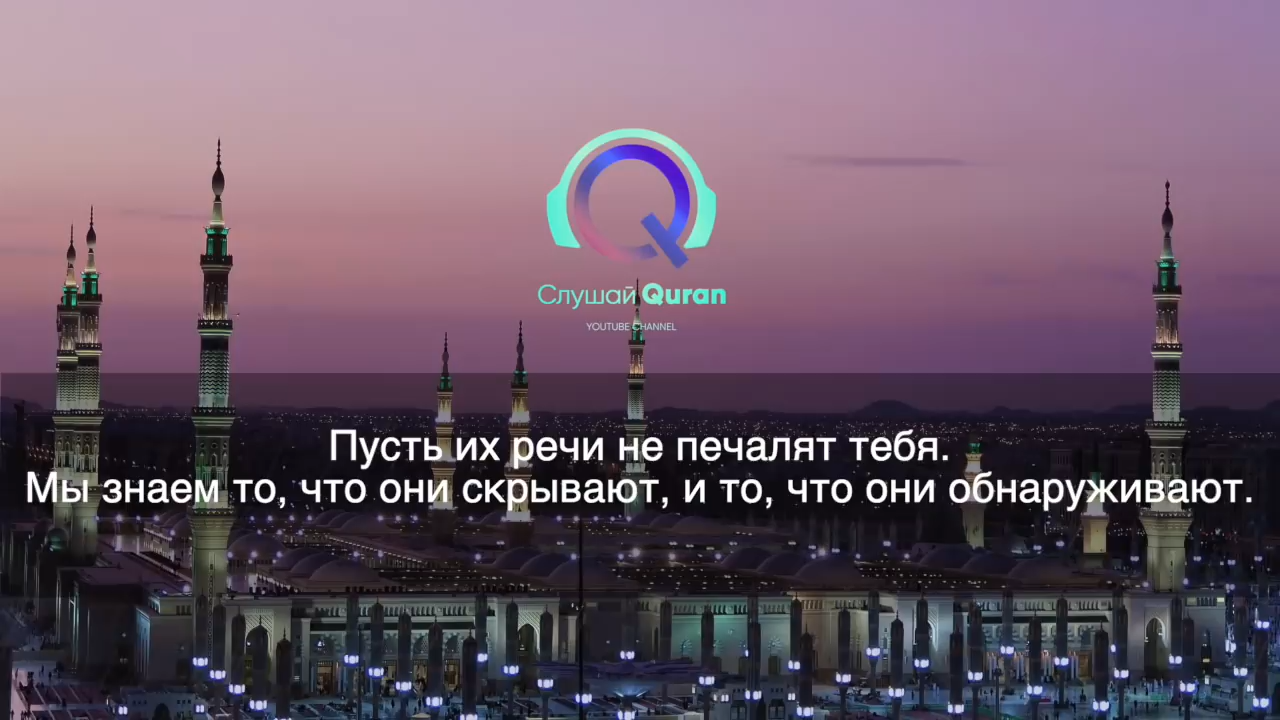 Слушай Quran
YOUTUBE CHANNEL
Пусть их речи не печалят тебя.
Мы знаем то, что они скрывают, и то, что они обнаруживают.